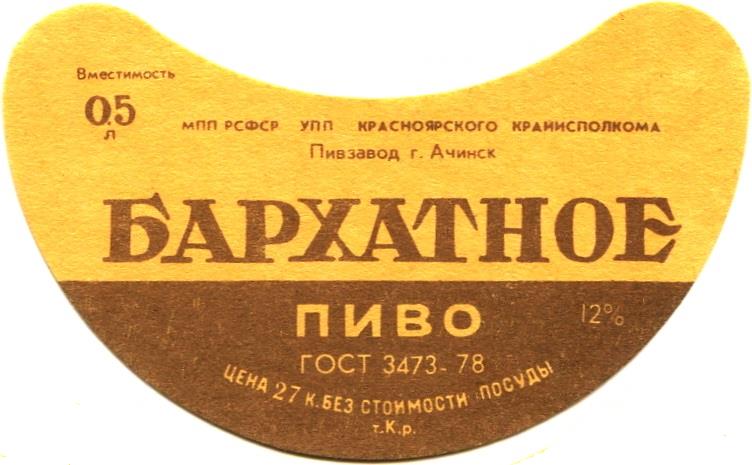 Вместимость
0,5
л
МПП РСФСР УПП КРАСНОЯРСКОГО КРАЙИСПОЛКОМА
Пивзавод г. Ачинск
БАРХАТНОЕ
ПИВО
12%
ГОСТ 3473-78
ЦЕНА 27 К. БЕЗ СТОИМОСТИ ПОСУДЫ
т.К.р.